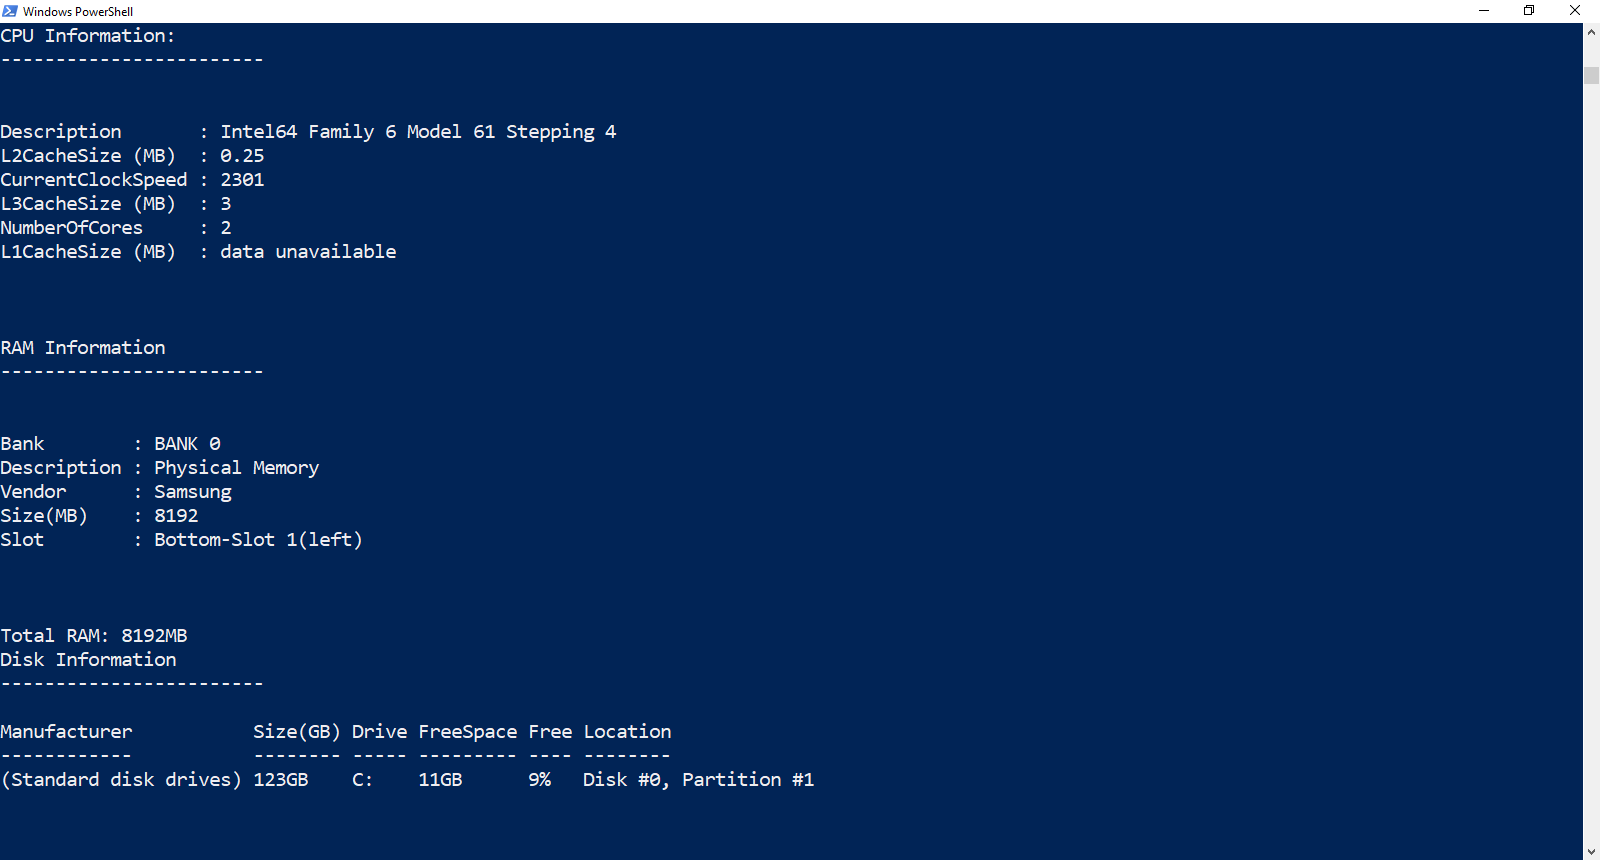 Windows PowerShell
CPU Information:
------------------------
Description       : Intel64 Family 6 Model 61 Stepping 4
L2CacheSize (MB)  : 0.25
CurrentClockSpeed : 2301
L3CacheSize (MB)  : 3
NumberOfCores     : 2
L1CacheSize (MB)  : data unavailable
RAM Information
------------------------
Bank        : BANK 0
Description : Physical Memory
Vendor      : Samsung
Size(MB)    : 8192
Slot        : Bottom-Slot 1(left)
Total RAM: 8192MB
Disk Information
------------------------
Manufacturer           Size(GB) Drive FreeSpace Free Location
------------           -------- ----- --------- ---- --------
(Standard disk drives) 123GB    C:    11GB      9%   Disk #0, Partition #1